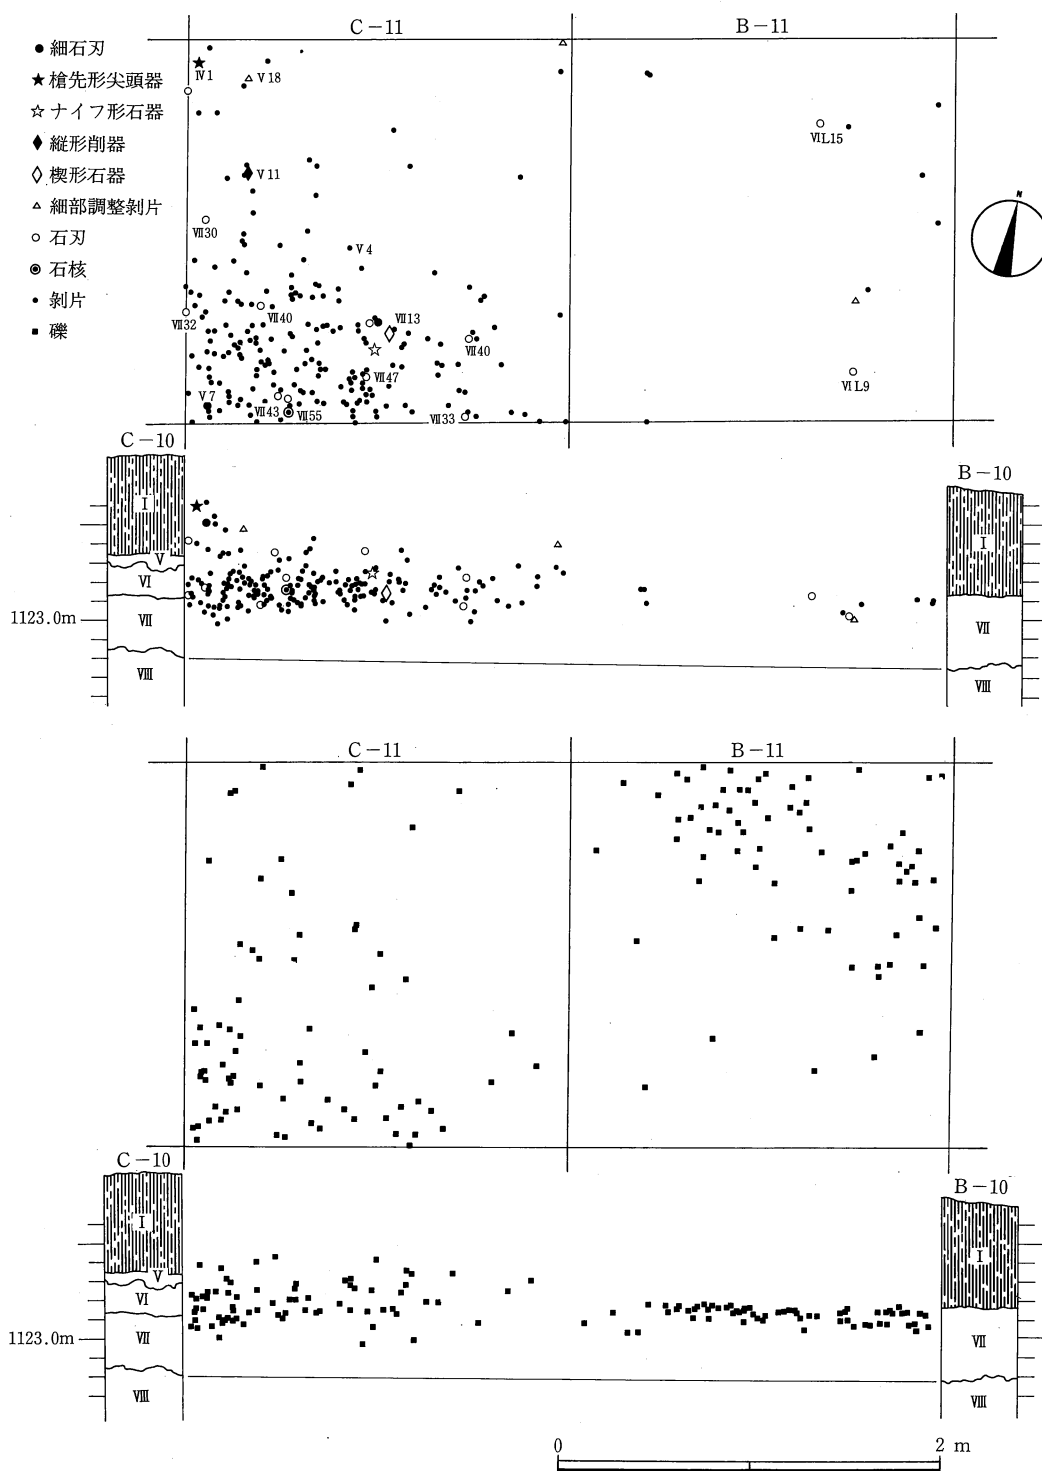 C-11 B-11
● 細石刃
★ 槍先形尖頭器
☆ ナイフ形石器
♦ 縦形削器
◇ 楔形石器
△ 細部調整剝片
○ 石刃
◉ 石核
• 剝片
■ 礫
Ⅳ1
Ⅴ18
ⅥL15
Ⅴ11
N
Ⅶ30
Ⅴ4
Ⅶ32
Ⅶ40
Ⅶ13
Ⅶ40
Ⅶ47
ⅥL9
Ⅴ7
Ⅶ43
Ⅶ55
Ⅶ33
C-10
B-10
Ⅰ
Ⅰ
Ⅴ
Ⅵ
1123.0m
Ⅶ
Ⅶ
Ⅷ
Ⅷ
C-11 B-11
C-10
B-10
Ⅰ
Ⅰ
Ⅴ
Ⅵ
1123.0m
Ⅶ
Ⅶ
Ⅷ
Ⅷ
0 2 m